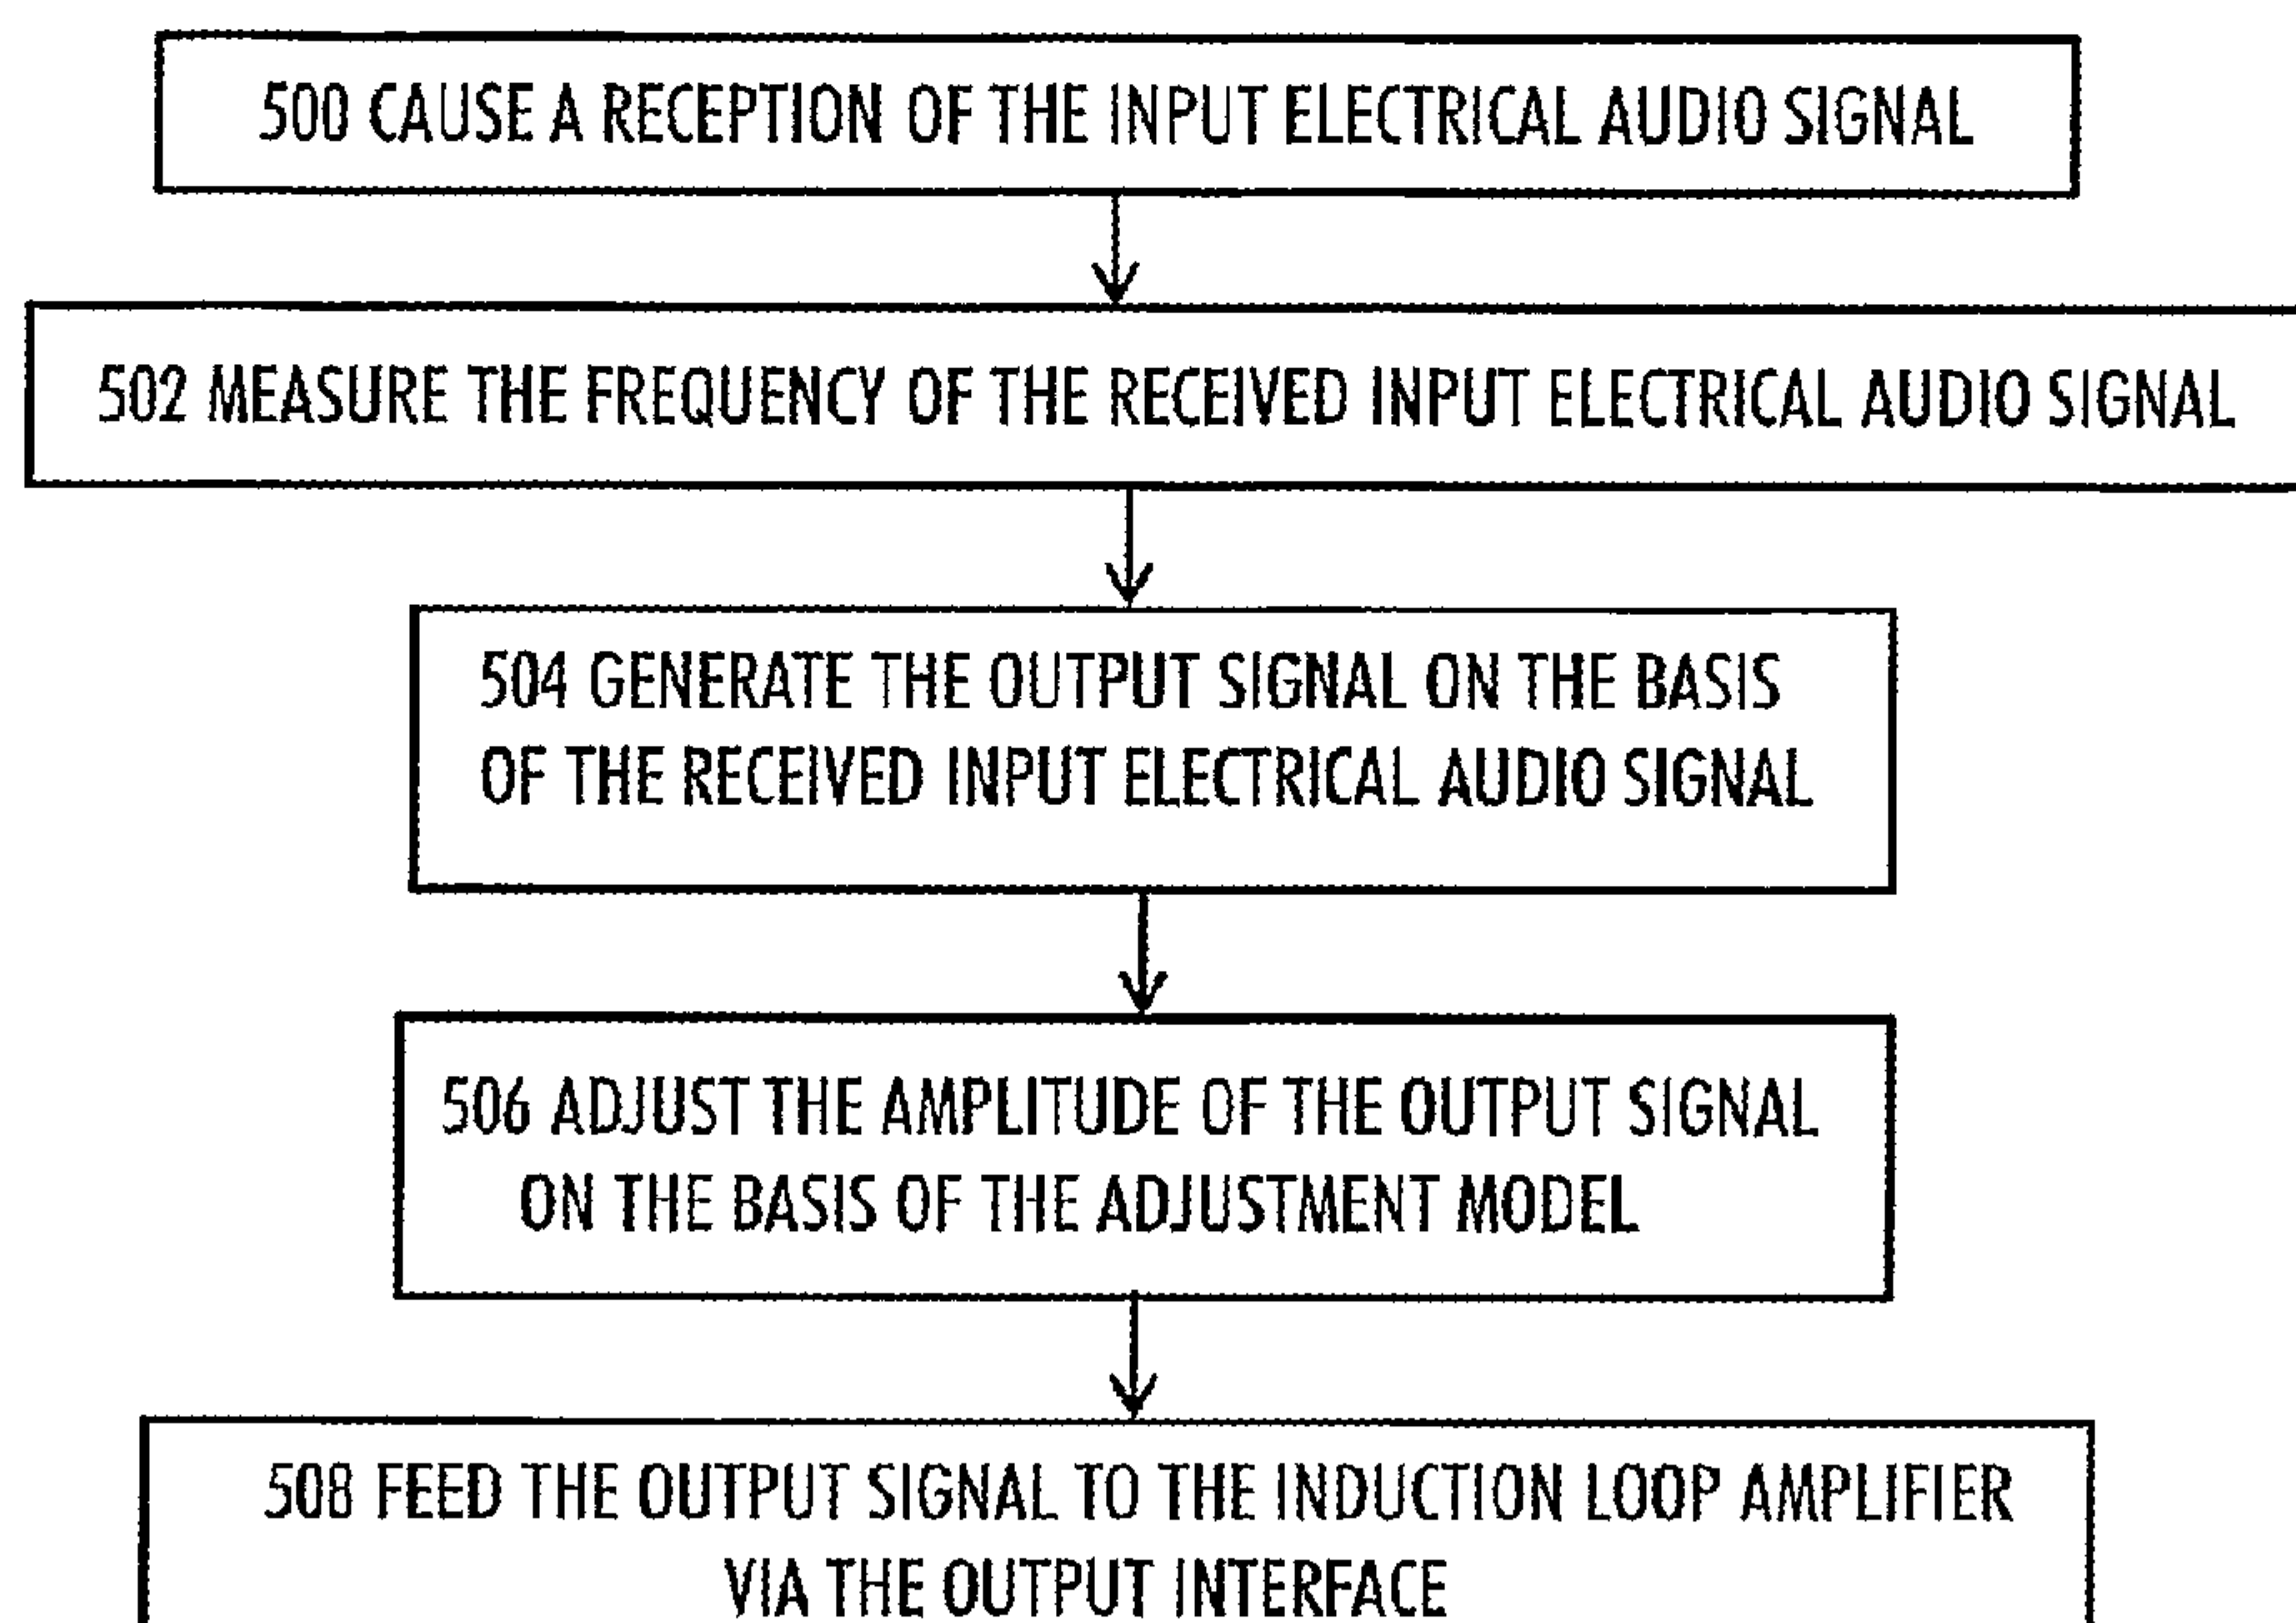 500 CAUSE A RECEPTION OF THE INPUT ELECTRICAL AUDIO SIGNAL
502 MEASURE THE FREQUENCY OF THE RECEIVED INPUT ELECTRICAL AUDIO SIGNAL
504 GENERATE THE OUTPUT SIGNAL ON THE BASIS
OF THE RECEIVED INPUT ELECTRICAL AUDIO SIGNAL
506 ADJUST THE AMPLITUDE OF THE OUTPUT SIGNAL
ON THE BASIS OF THE ADJUSTMENT MODEL
508 FEED THE OUTPUT SIGNAL TO THE INDUCTION LOOP AMPLIFIER
VIA THE OUTPUT INTERFACE